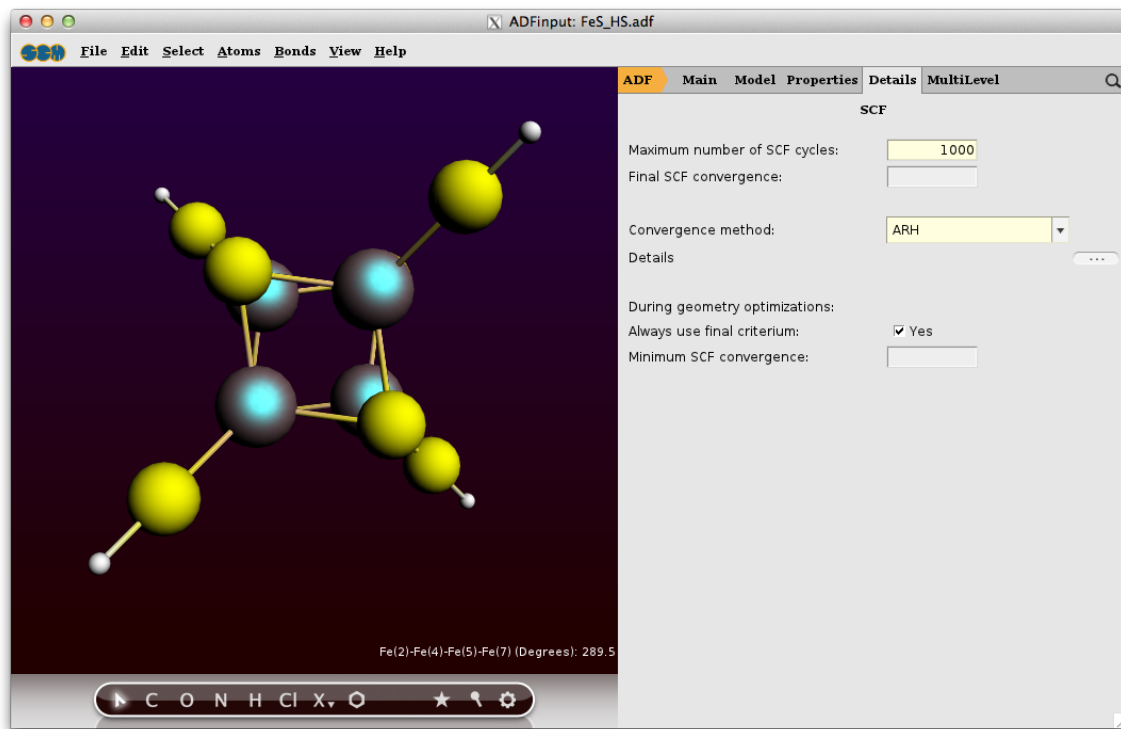 ADFinput: FeS_HS.adf
SCM File Edit Select Atoms Bonds View Help
ADF Main Model Properties Details MultiLevel
SCF
Maximum number of SCF cycles: 1000
Final SCF convergence:
Convergence method: ARH
Details ...
During geometry optimizations:
Always use final criterium: Yes
Minimum SCF convergence:
Fe(2)-Fe(4)-Fe(5)-Fe(7) (Degrees): 289.5
C O N H Cl X